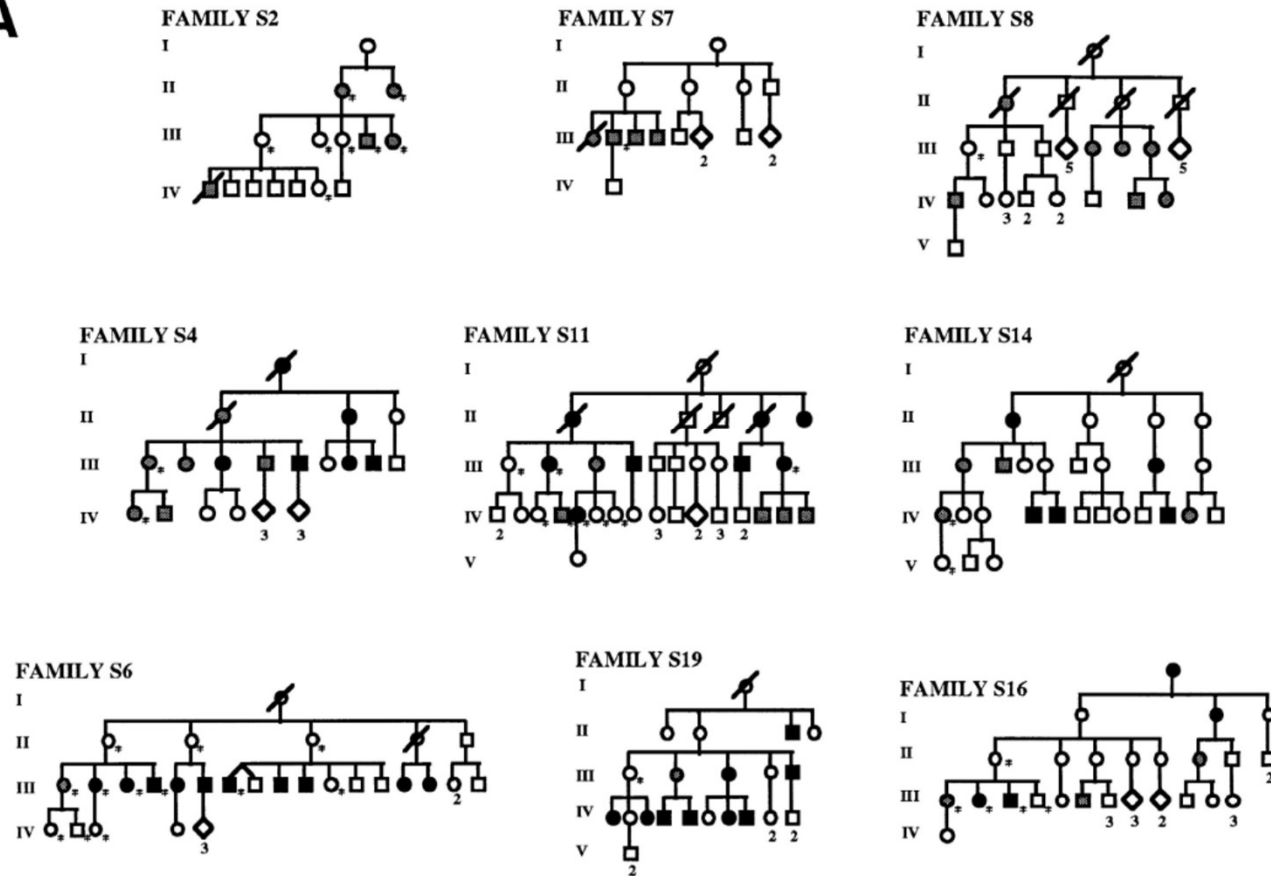 A
FAMILY S2
I
II
III
IV
FAMILY S7
I
II
III
2 2
IV
FAMILY S8
I
II
III
5 5
IV
3 2 2
V
FAMILY S4
I
II
III
IV
3 3
FAMILY S11
I
II
III
IV
2 3 2 3 2
V
FAMILY S14
I
II
III
IV
V
FAMILY S6
I
II
III
2
IV
3
FAMILY S19
I
II
III
IV
2 2
V
2
FAMILY S16
I
II
2
III
3 3 2 3
IV